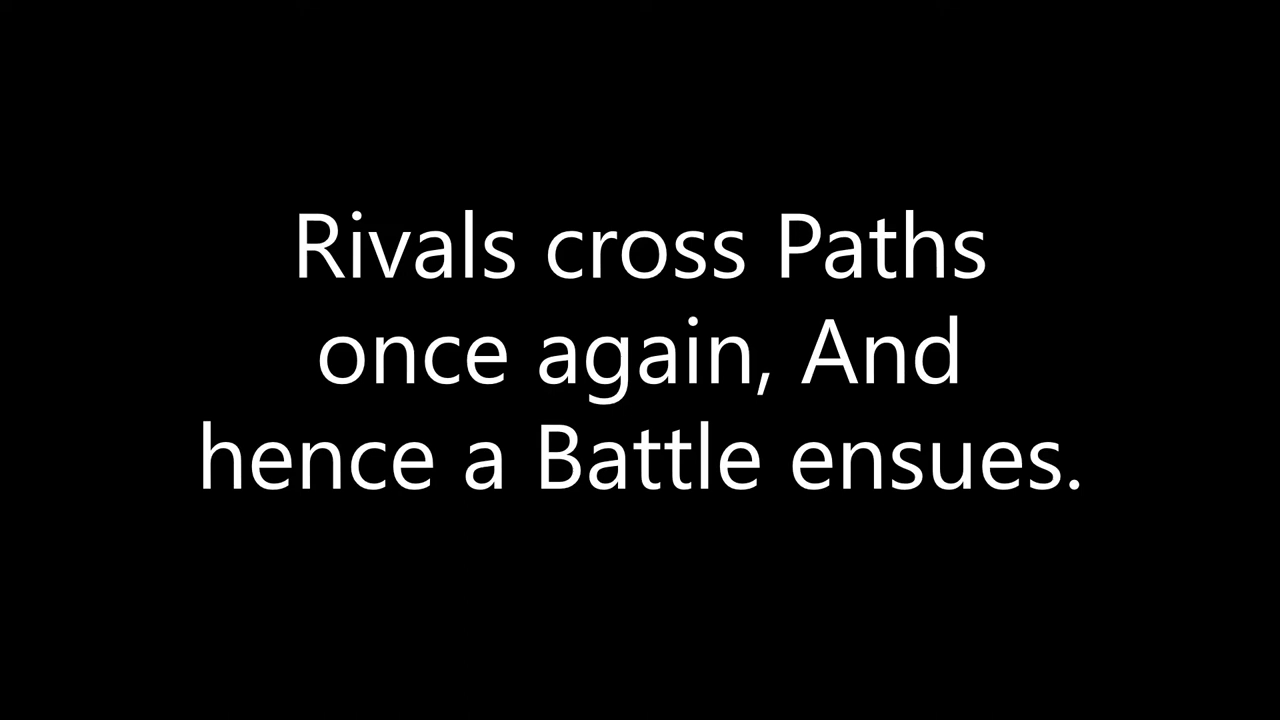 Rivals cross Paths
once again, And
hence a Battle ensues.